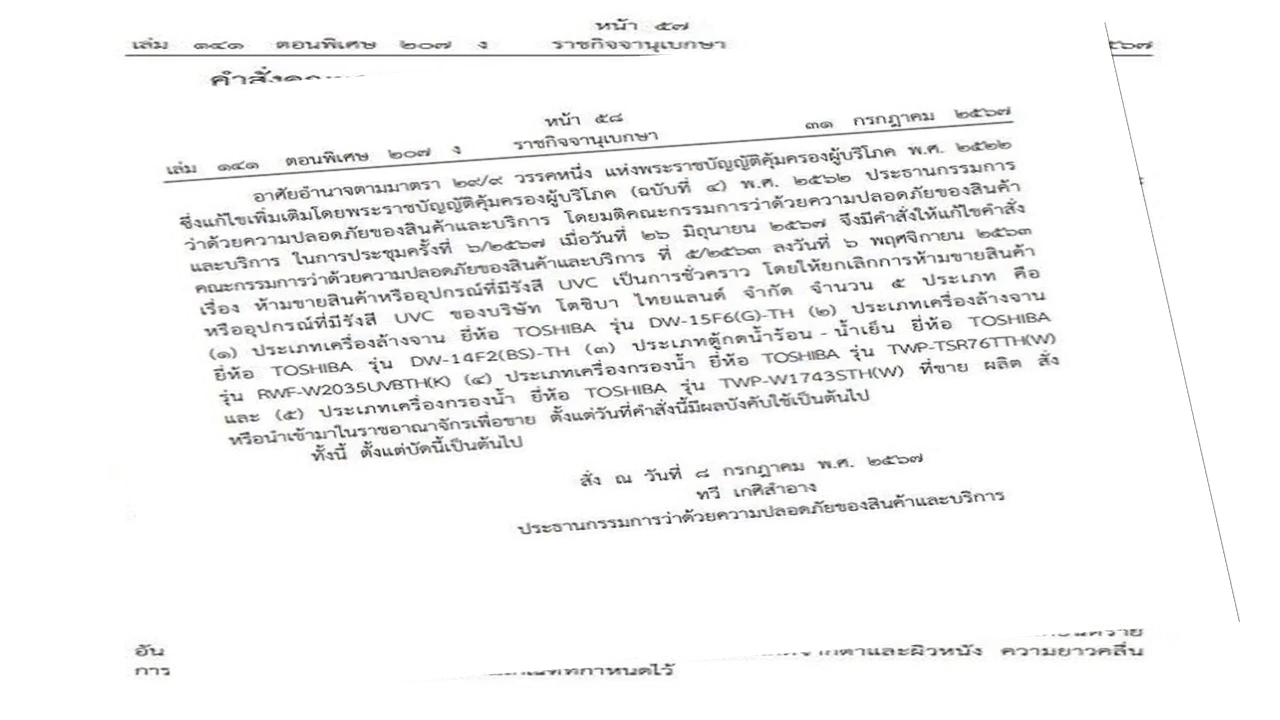 หน้า ๕๗
เล่ม ๑๔๑ ตอนพิเศษ ๒๐๗ ง ราชกิจจานุเบกษา ๕๖๗
คำสั่ง
หน้า ๕๘
เล่ม ๑๔๑ ตอนพิเศษ ๒๐๗ ง ราชกิจจานุเบกษา ๓๑ กรกฎาคม ๒๕๖๗
อาศัยอำนาจตามมาตรา ๒๙/๙ วรรคหนึ่ง แห่งพระราชบัญญัติคุ้มครองผู้บริโภค พ.ศ. ๒๕๒๒
ซึ่งแก้ไขเพิ่มเติมโดยพระราชบัญญัติคุ้มครองผู้บริโภค (ฉบับที่ ๔) พ.ศ. ๒๕๖๒ ประธานกรรมการ
ว่าด้วยความปลอดภัยของสินค้าและบริการ โดยมติคณะกรรมการว่าด้วยความปลอดภัยของสินค้า
และบริการ ในการประชุมครั้งที่ ๖/๒๕๖๗ เมื่อวันที่ ๒๖ มิถุนายน ๒๕๖๗ จึงมีคำสั่งให้แก้ไขคำสั่ง
คณะกรรมการว่าด้วยความปลอดภัยของสินค้าและบริการ ที่ ๕/๒๕๖๓ ลงวันที่ ๖ พฤศจิกายน ๒๕๖๓
เรื่อง ห้ามขายสินค้าหรืออุปกรณ์ที่มีรังสี UVC เป็นการชั่วคราว โดยให้ยกเลิกการห้ามขายสินค้า
หรืออุปกรณ์ที่มีรังสี UVC ของบริษัท โตชิบา ไทยแลนด์ จำกัด จำนวน ๕ ประเภท คือ
(๑) ประเภทเครื่องล้างจาน ยี่ห้อ TOSHIBA รุ่น DW-15F6(G)-TH (๒) ประเภทเครื่องล้างจาน
ยี่ห้อ TOSHIBA รุ่น DW-14F2(BS)-TH (๓) ประเภทตู้กดน้ำร้อน - น้ำเย็น ยี่ห้อ TOSHIBA
รุ่น RWF-W2035UVBTH(K) (๔) ประเภทเครื่องกรองน้ำ ยี่ห้อ TOSHIBA รุ่น TWP-TSR76TTH(W)
และ (๕) ประเภทเครื่องกรองน้ำ ยี่ห้อ TOSHIBA รุ่น TWP-W1743STH(W) ที่ขาย ผลิต สั่ง
หรือนำเข้ามาในราชอาณาจักรเพื่อขาย ตั้งแต่วันที่คำสั่งนี้มีผลบังคับใช้เป็นต้นไป
ทั้งนี้ ตั้งแต่บัดนี้เป็นต้นไป
สั่ง ณ วันที่ ๘ กรกฎาคม พ.ศ. ๒๕๖๗
ทวี เกศิสำอาง
ประธานกรรมการว่าด้วยความปลอดภัยของสินค้าและบริการ
อัน
ตาและผิวหนัง ความยาวคลื่น
การ กำหนดไว้